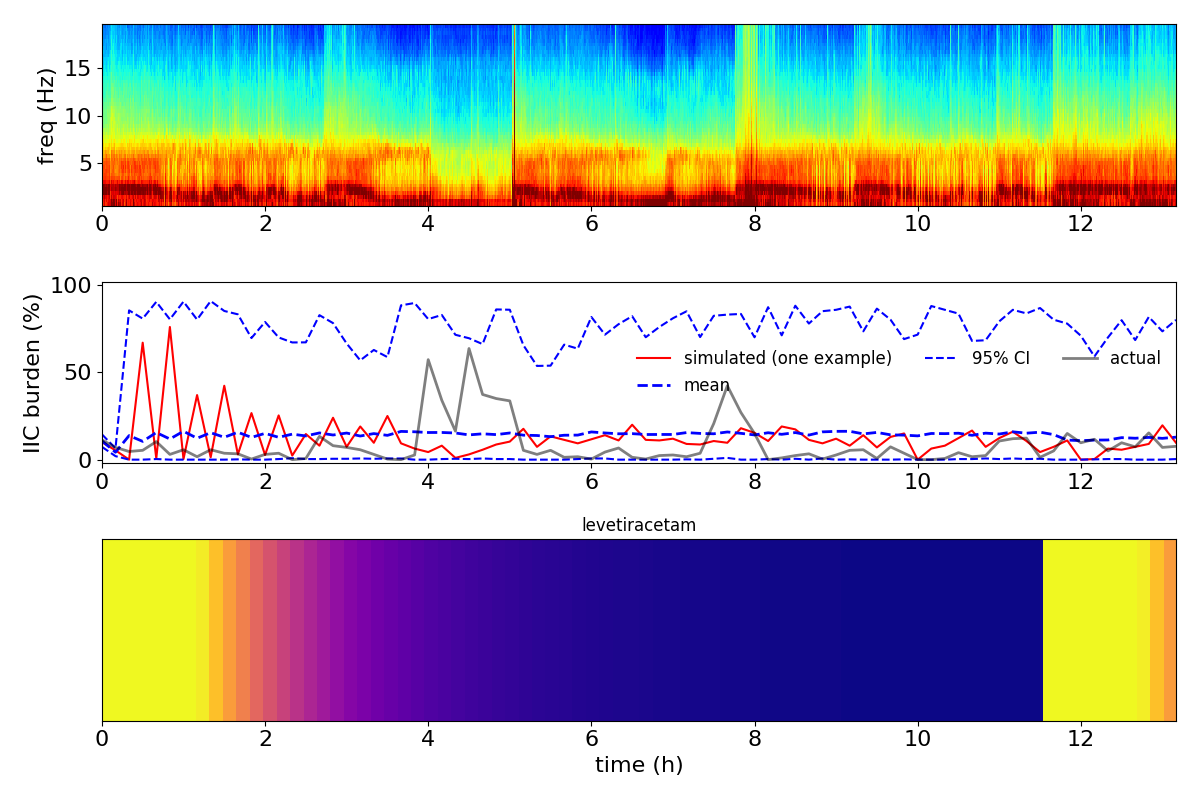 freq (Hz)
15
10
5
0 2 4 6 8 10 12
IIC burden (%)
100
50
0
simulated (one example) 95% CI actual
mean
0 2 4 6 8 10 12
levetiracetam
0 2 4 6 8 10 12
time (h)